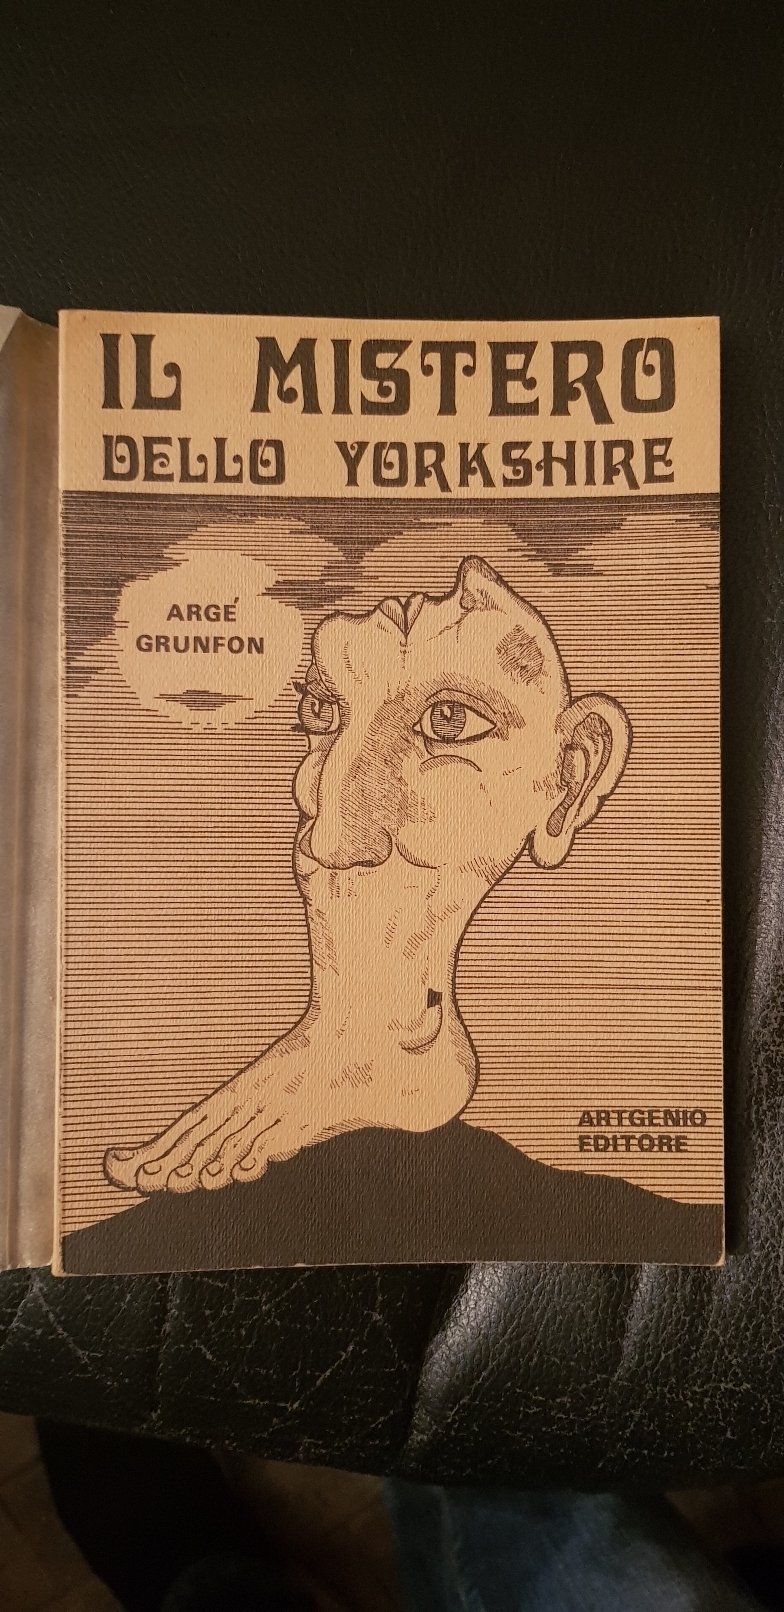 IL MISTERO
DELLO YORKSHIRE
ARGÉ
GRUNFON
ARTGENIO
EDITORE